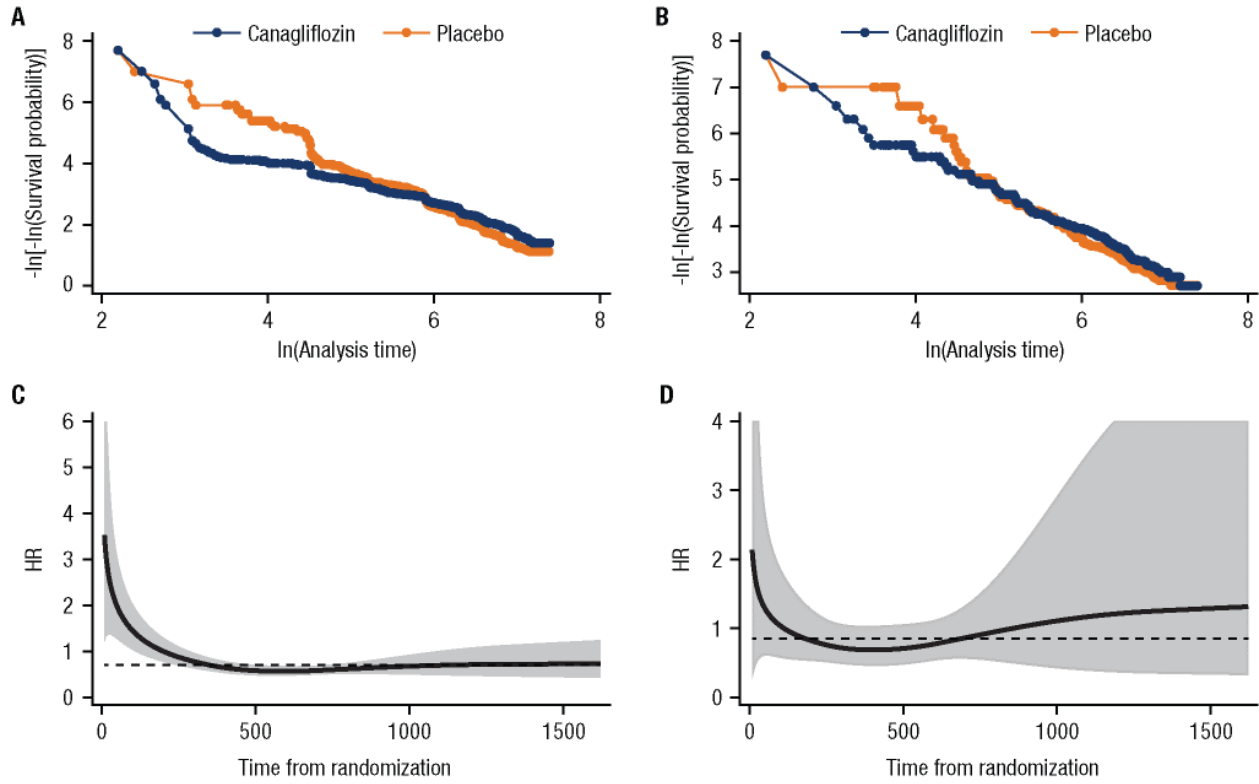 A
Canagliflozin Placebo
-ln[-ln(Survival probability)]
8
6
4
2
0
2 4 6 8
ln(Analysis time)
B
Canagliflozin Placebo
-ln[-ln(Survival probability)]
8
7
6
5
4
3
2 4 6 8
ln(Analysis time)
C
HR
6
5
4
3
2
1
0
0 500 1000 1500
Time from randomization
D
HR
4
3
2
1
0
0 500 1000 1500
Time from randomization